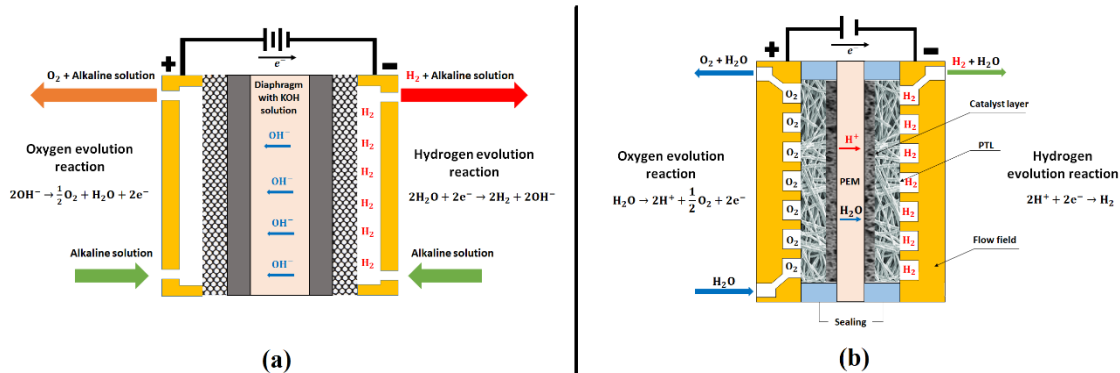 +
e⁻
−
O₂ + Alkaline solution
H₂ + Alkaline solution
Diaphragm
with KOH
solution
OH⁻
OH⁻
OH⁻
OH⁻
H₂
H₂
H₂
H₂
H₂
H₂
Oxygen evolution
reaction
2OH⁻ → ½O₂ + H₂O + 2e⁻
Hydrogen evolution
reaction
2H₂O + 2e⁻ → 2H₂ + 2OH⁻
Alkaline solution
Alkaline solution
(a)
+
e⁻
−
O₂ + H₂O
H₂ + H₂O
O₂
O₂
O₂
O₂
O₂
O₂
O₂
H⁺
PEM
H₂O
H₂
H₂
H₂
H₂
H₂
H₂
H₂
Catalyst layer
PTL
Oxygen evolution
reaction
H₂O → 2H⁺ + ½O₂ + 2e⁻
Hydrogen
evolution reaction
2H⁺ + 2e⁻ → H₂
Flow field
H₂O
Sealing
(b)